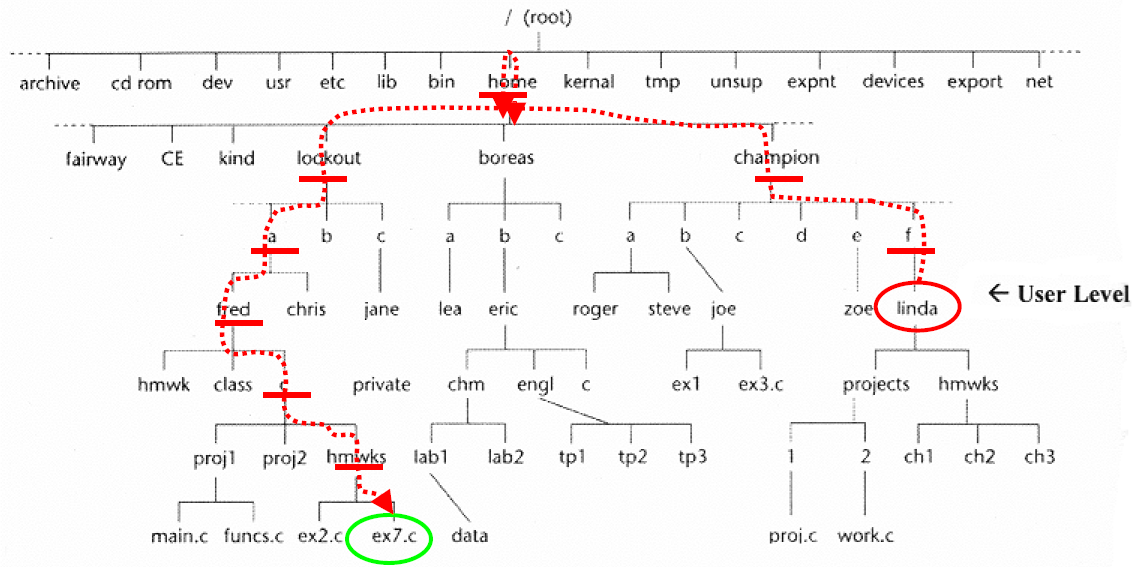 / (root)
archive cd rom dev usr etc lib bin home kernal tmp unsup expnt devices export net
fairway CE kind lookout boreas champion
a b c a b c a b c d e f
fred chris jane lea eric roger steve joe zoe linda ← User Level
hmwk class c private chm engl c ex1 ex3.c projects hmwks
proj1 proj2 hmwks lab1 lab2 tp1 tp2 tp3 1 2 ch1 ch2 ch3
main.c funcs.c ex2.c ex7.c data proj.c work.c